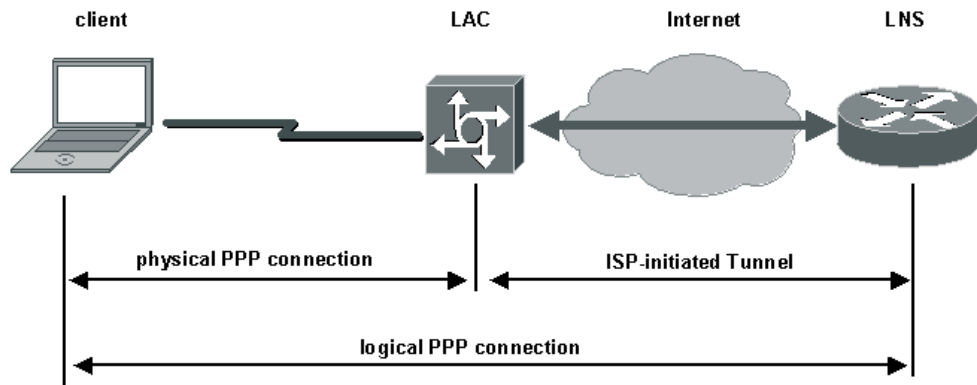 client
LAC
Internet
LNS
physical PPP connection
ISP-initiated Tunnel
logical PPP connection